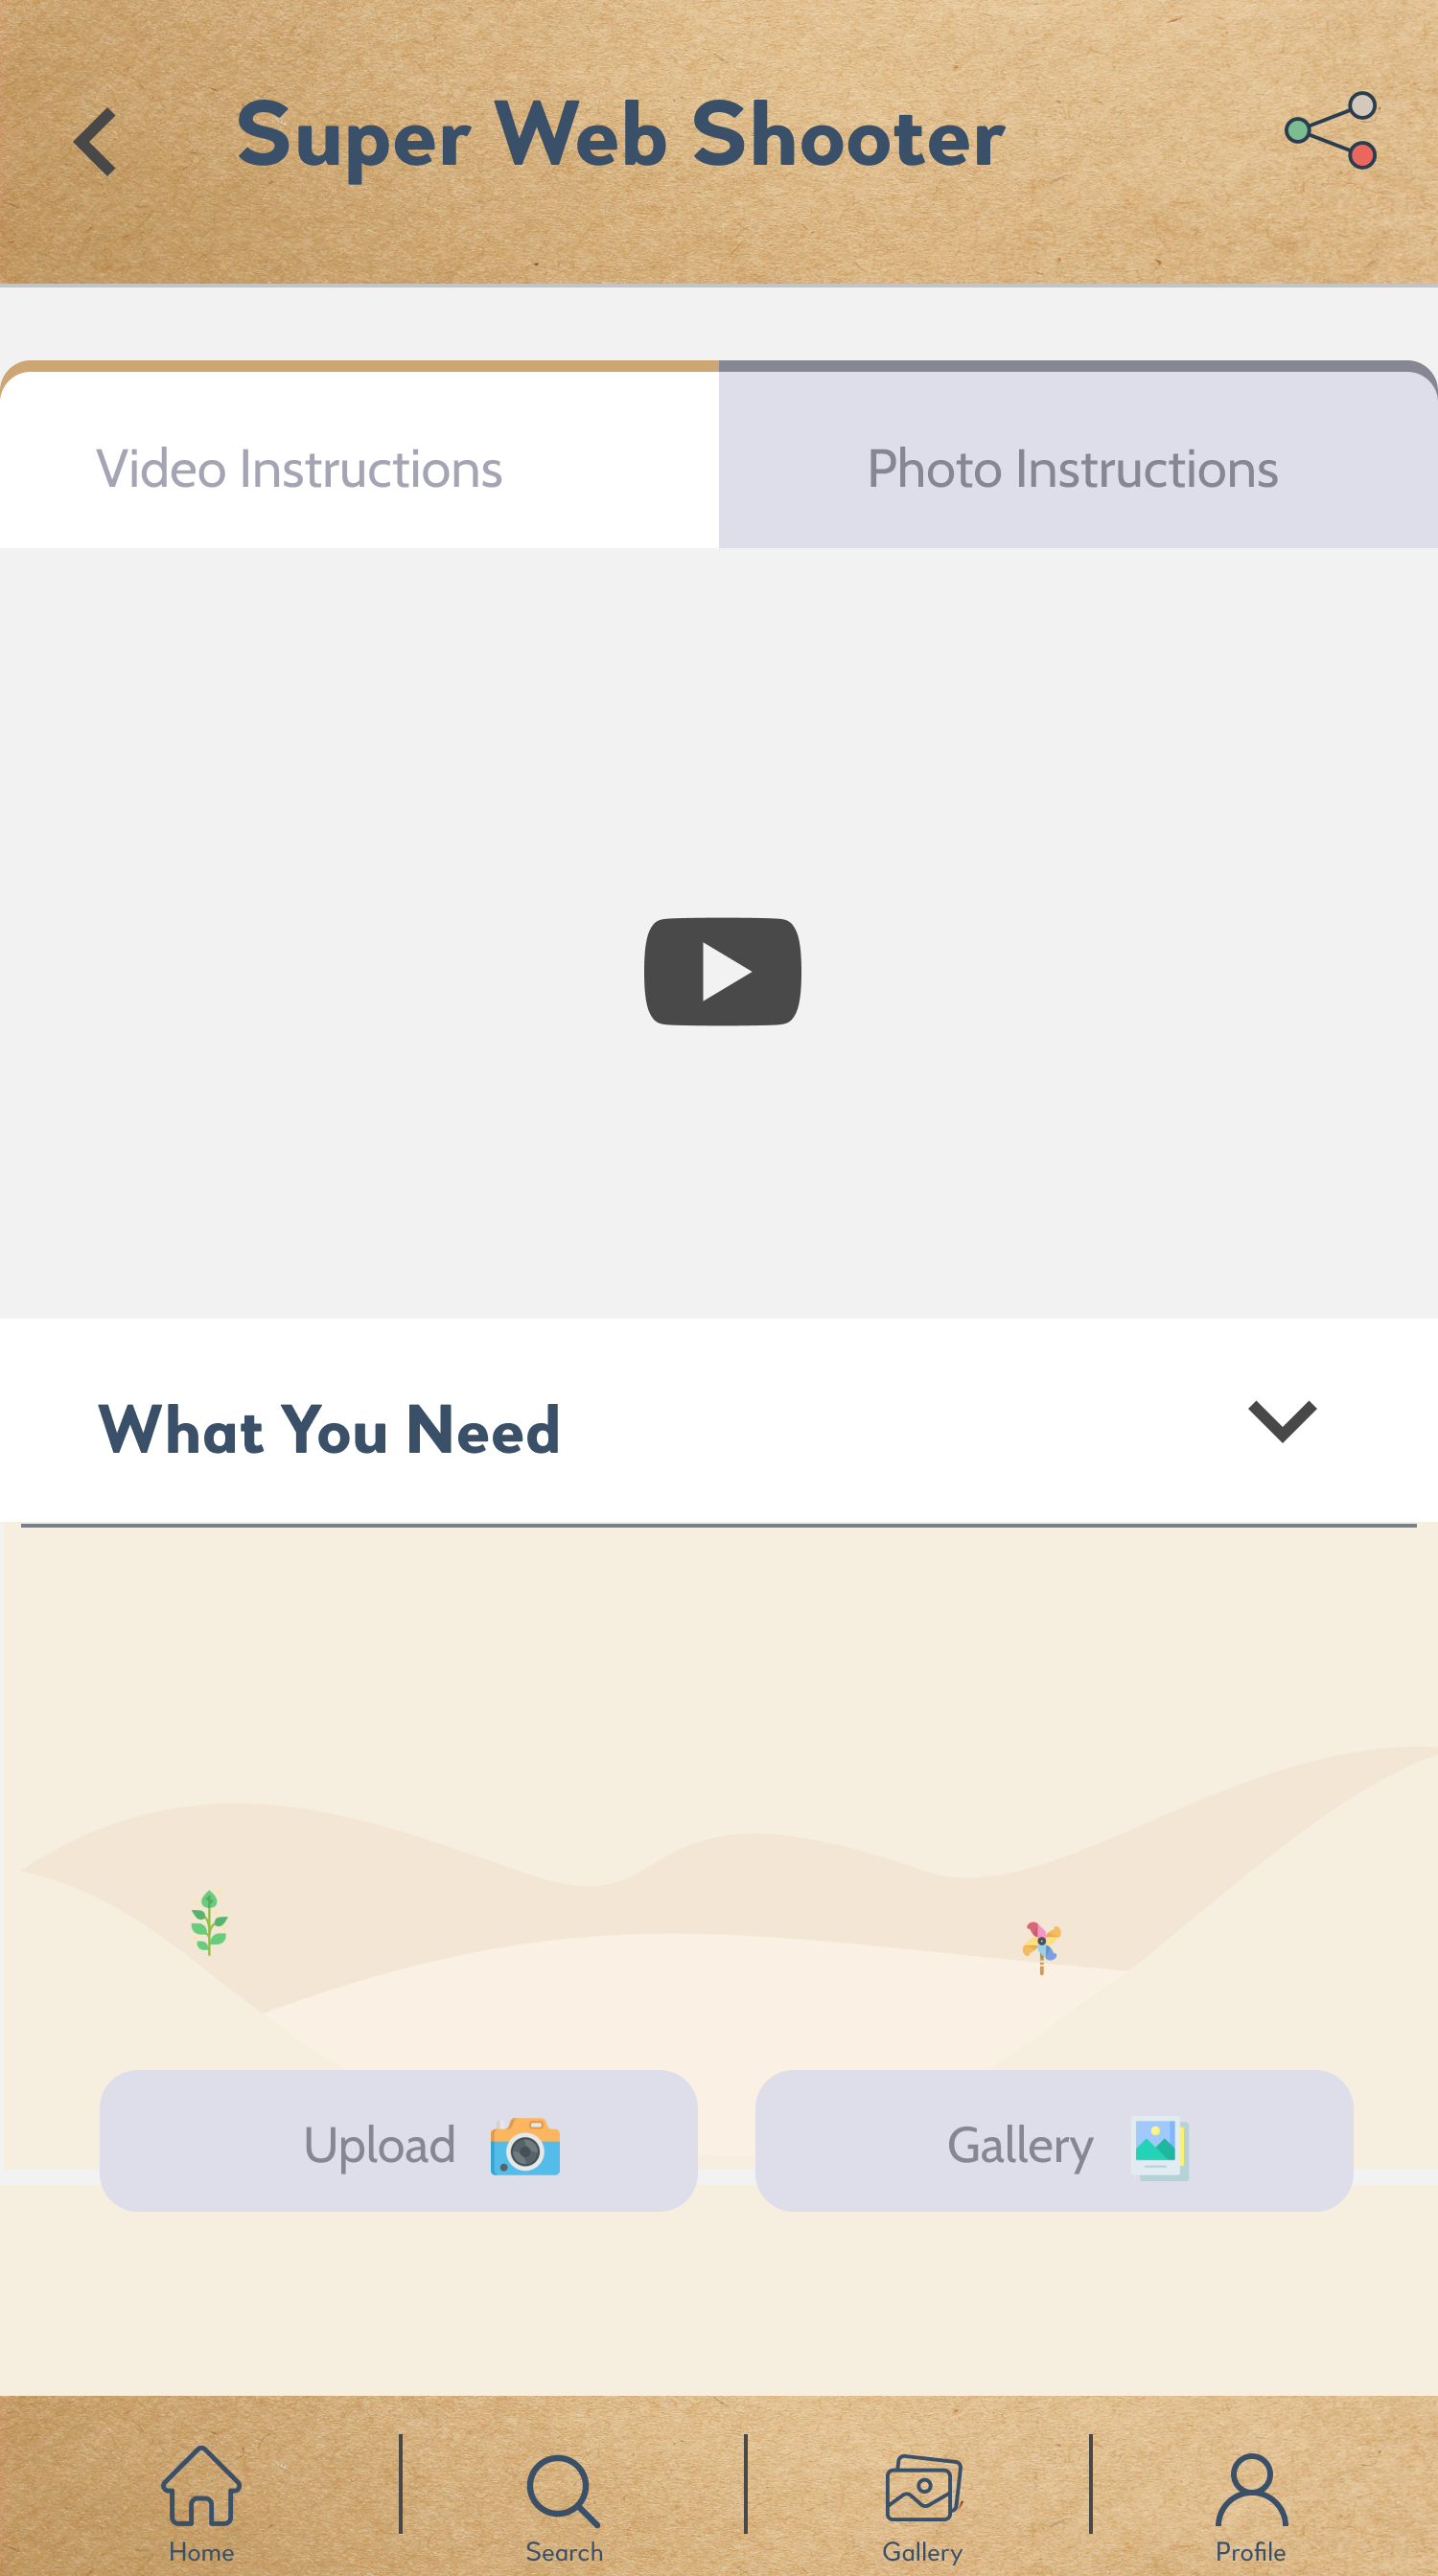 Super Web Shooter
Video Instructions
Photo Instructions
What You Need
Upload
Gallery
Home
Search
Gallery
Profile